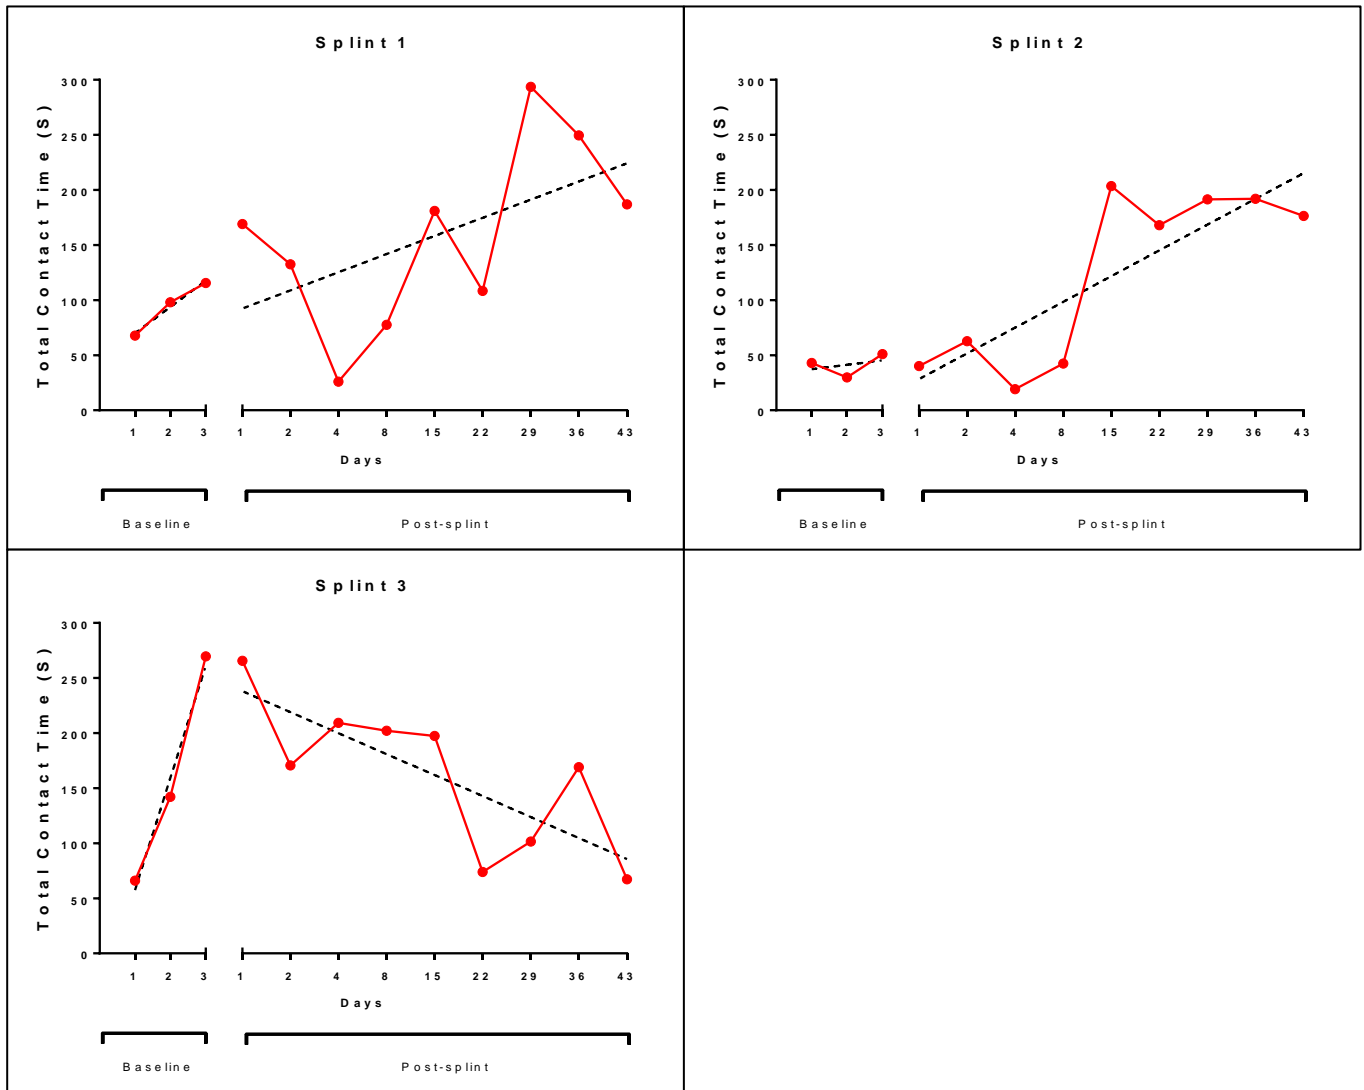 Splint 1
Total Contact Time (S)
300
250
200
150
100
50
0
1 2 3 1 2 4 8 15 22 29 36 43
Days
Baseline Post-splint
Splint 2
Total Contact Time (S)
300
250
200
150
100
50
0
1 2 3 1 2 4 8 15 22 29 36 43
Days
Baseline Post-splint
Splint 3
Total Contact Time (S)
300
250
200
150
100
50
0
1 2 3 1 2 4 8 15 22 29 36 43
Days
Baseline Post-splint